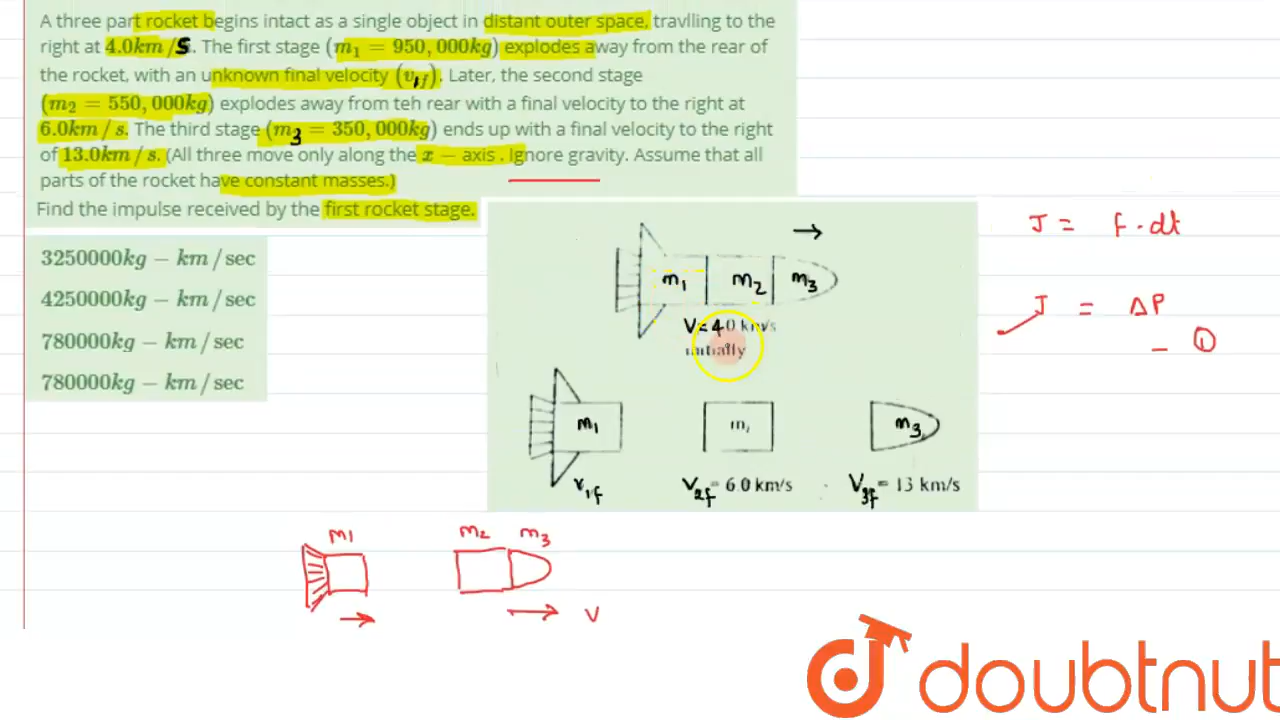 A three part rocket begins intact as a single object in distant outer space, travlling to the
right at 4.0km/S. The first stage (m₁ = 950,000kg) explodes away from the rear of
the rocket, with an unknown final velocity (v₁f). Later, the second stage
(m₂ = 550,000kg) explodes away from teh rear with a final velocity to the right at
6.0km/s. The third stage (m₃ = 350,000kg) ends up with a final velocity to the right
of 13.0km/s. (All three move only along the x – axis . Ignore gravity. Assume that all
parts of the rocket have constant masses.)
Find the impulse received by the first rocket stage.
3250000kg – km/sec
4250000kg – km/sec
780000kg – km/sec
780000kg – km/sec
m₁ m₂ m₃
V=4.0 km/s
initially
m₁ m₃
v₁f V₂f = 6.0 km/s V₃f = 13 km/s
J = F·dt
J = ΔP
– ①
m₁ m₂ m₃
V
doubtnut